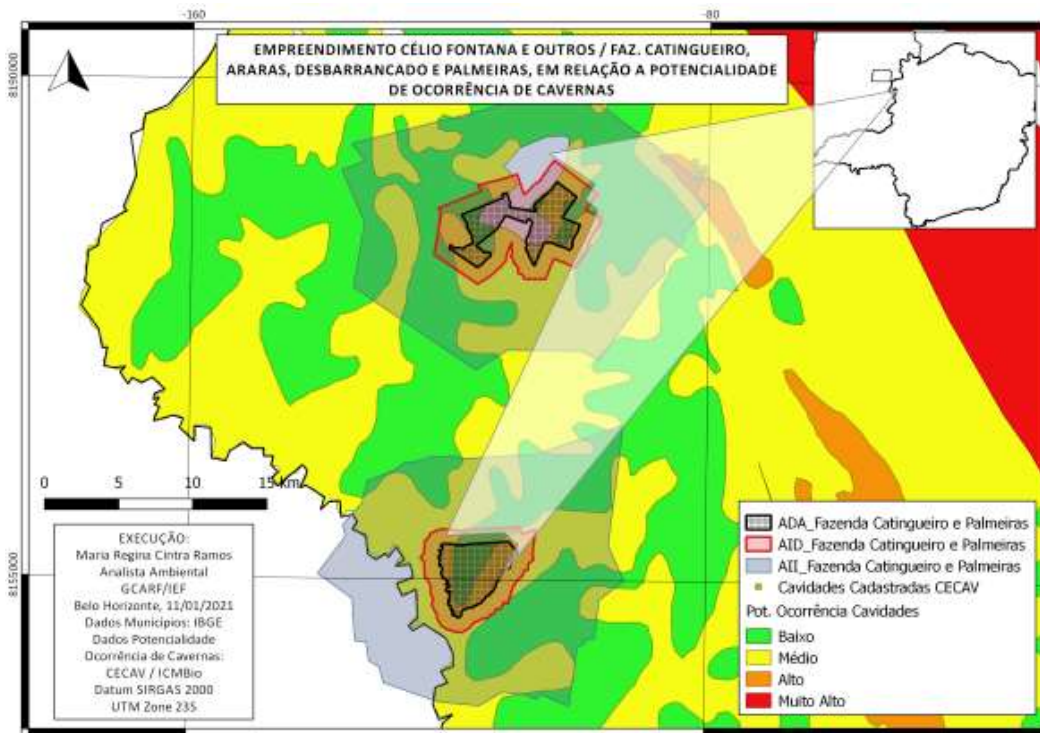 -160
-80
EMPREENDIMENTO CÉLIO FONTANA E OUTROS / FAZ. CATINGUEIRO,
ARARAS, DESBARRANCADO E PALMEIRAS, EM RELAÇÃO A POTENCIALIDADE
DE OCORRÊNCIA DE CAVERNAS
8190000
0 5 10 15 km
EXECUÇÃO:
Maria Regina Cintra Ramos
Analista Ambiental
GCARF/IEF
Belo Horizonte, 11/01/2021
Dados Municípios: IBGE
Dados Potencialidade
Ocorrência de Cavernas:
CECAV / ICMBio
Datum SIRGAS 2000
UTM Zone 23S
8155000
ADA_Fazenda Catingueiro e Palmeiras
AID_Fazenda Catingueiro e Palmeiras
AII_Fazenda Catingueiro e Palmeiras
Cavidades Cadastradas CECAV
Pot. Ocorrência Cavidades
Baixo
Médio
Alto
Muito Alto